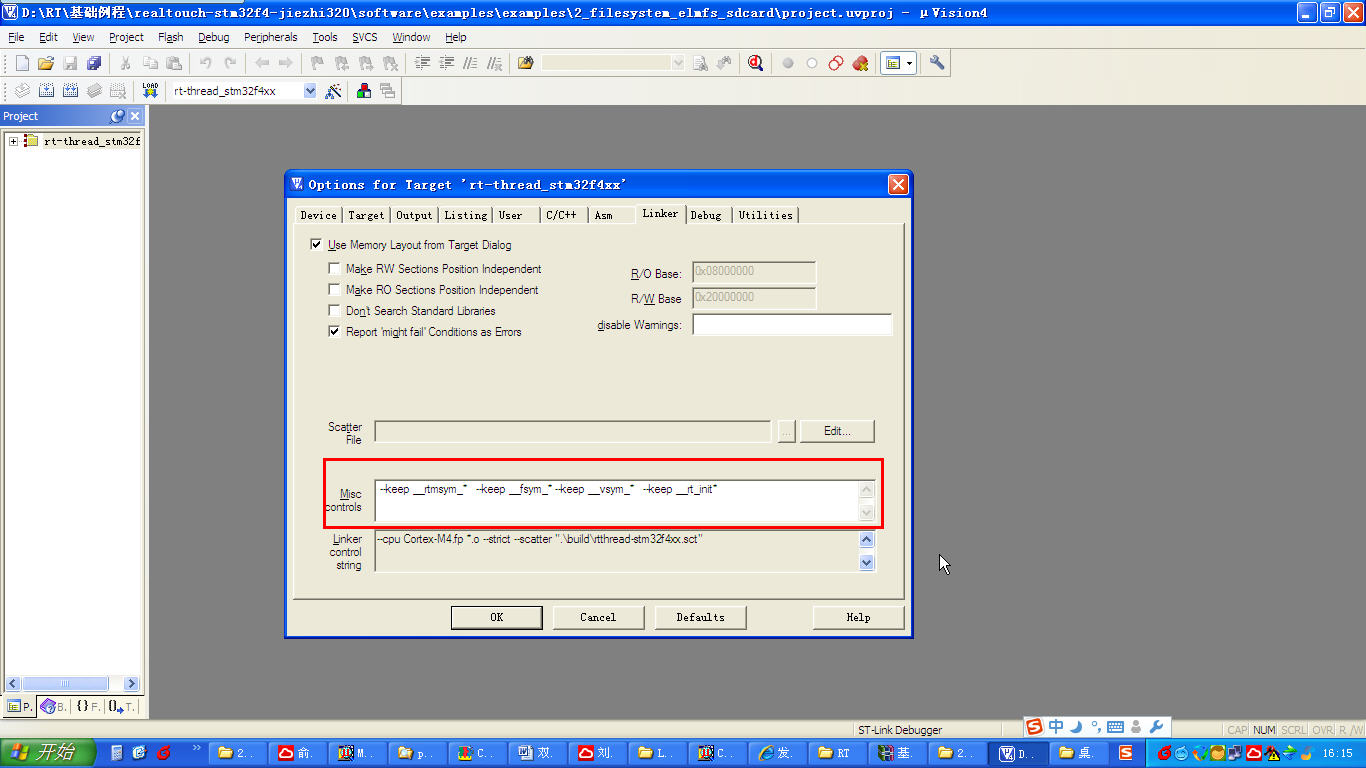 D:\RT\基础例程\realtouch-stm32f4-jiezhi320\software\examples\examples\2_filesystem_elmfs_sdcard\project.uvproj - µVision4
File Edit View Project Flash Debug Peripherals Tools SVCS Window Help
LOAD rt-thread_stm32f4xx
Project
rt-thread_stm32f
Options for Target 'rt-thread_stm32f4xx'
Device Target Output Listing User C/C++ Asm Linker Debug Utilities
Use Memory Layout from Target Dialog
Make RW Sections Position Independent
Make RO Sections Position Independent
Don't Search Standard Libraries
Report 'might fail' Conditions as Errors
R/O Base: 0x08000000
R/W Base 0x20000000
disable Warnings:
Scatter
File
... Edit...
Misc
controls
--keep __rtmsym_* --keep __fsym_* --keep __vsym_* --keep __rt_init*
Linker
control
string
--cpu Cortex-M4.fp *.o --strict --scatter ".\build\rtthread-stm32f4xx.sct"
OK Cancel Defaults Help
P. B. {} F. T.
ST-Link Debugger
中
CAP NUM SCRL OVR R/W
开始 2.. 俞 M.. p.. C.. 双. 刘. L.. C.. 发. RT 基. 2.. D.. 桌. 16:15